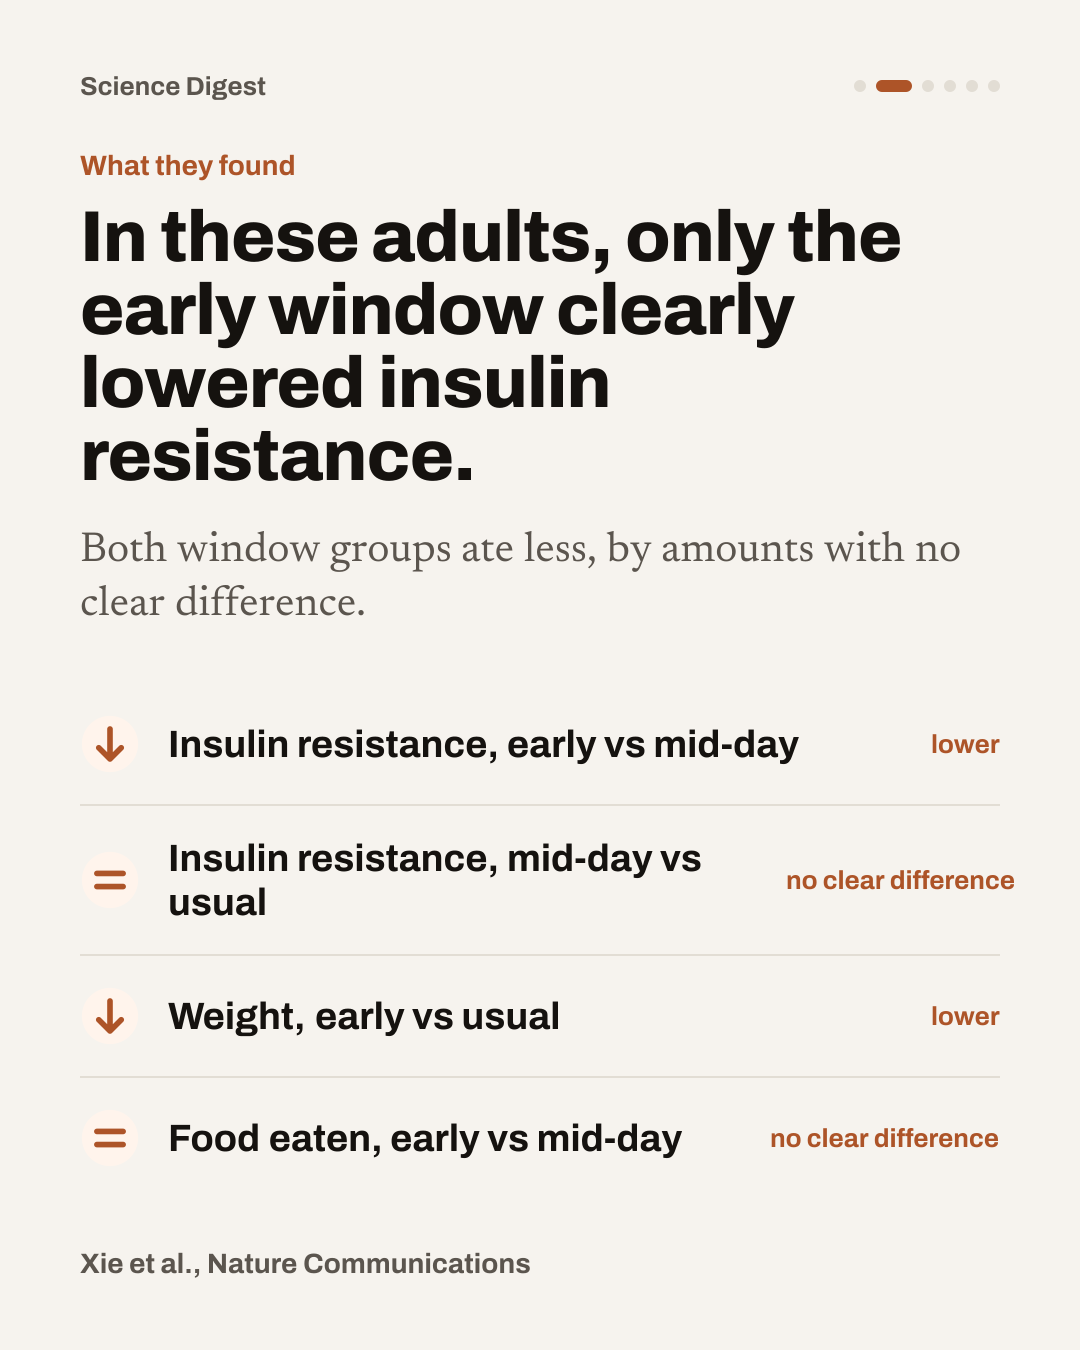 Science Digest
What they found
In these adults, only the
early window clearly
lowered insulin
resistance.
Both window groups ate less, by amounts with no
clear difference.
Insulin resistance, early vs mid-day
lower
Insulin resistance, mid-day vs
usual
no clear difference
Weight, early vs usual
lower
Food eaten, early vs mid-day
no clear difference
Xie et al., Nature Communications